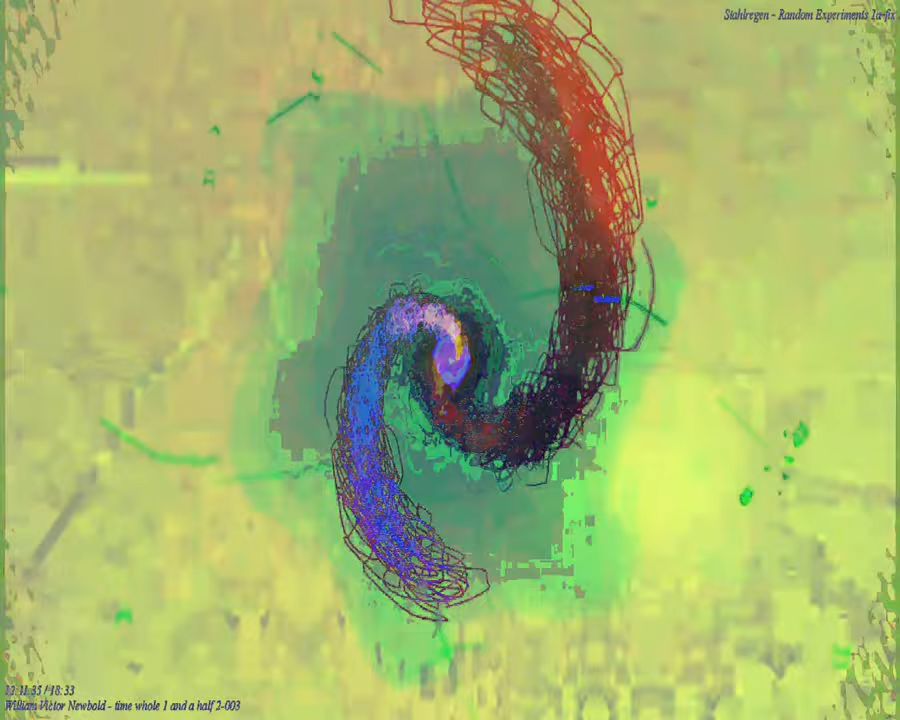 Stahlregen - Random Experiments 1a-fix
13:11:35 / 18:33
William Victor Newbold - time whole 1 and a half 2-003